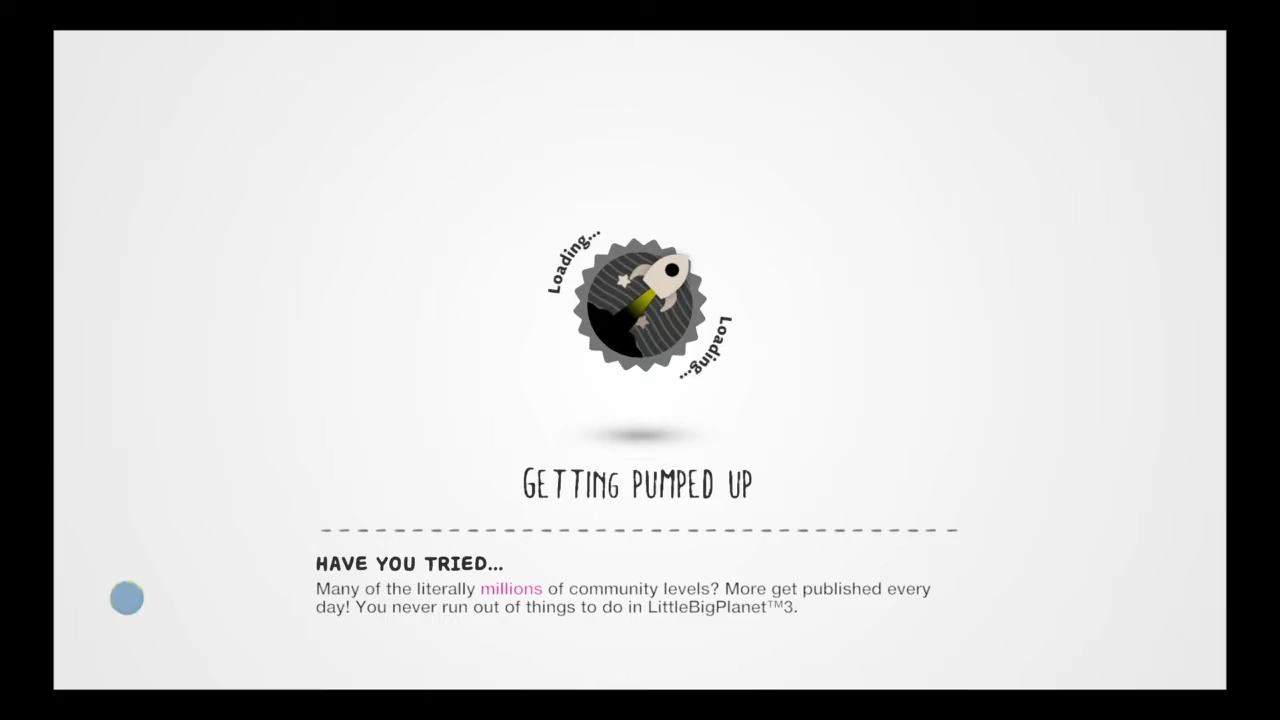 Loading...
Loading...
GETTING PUMPED UP
HAVE YOU TRIED...
Many of the literally millions of community levels? More get published every
day! You never run out of things to do in LittleBigPlanet™3.